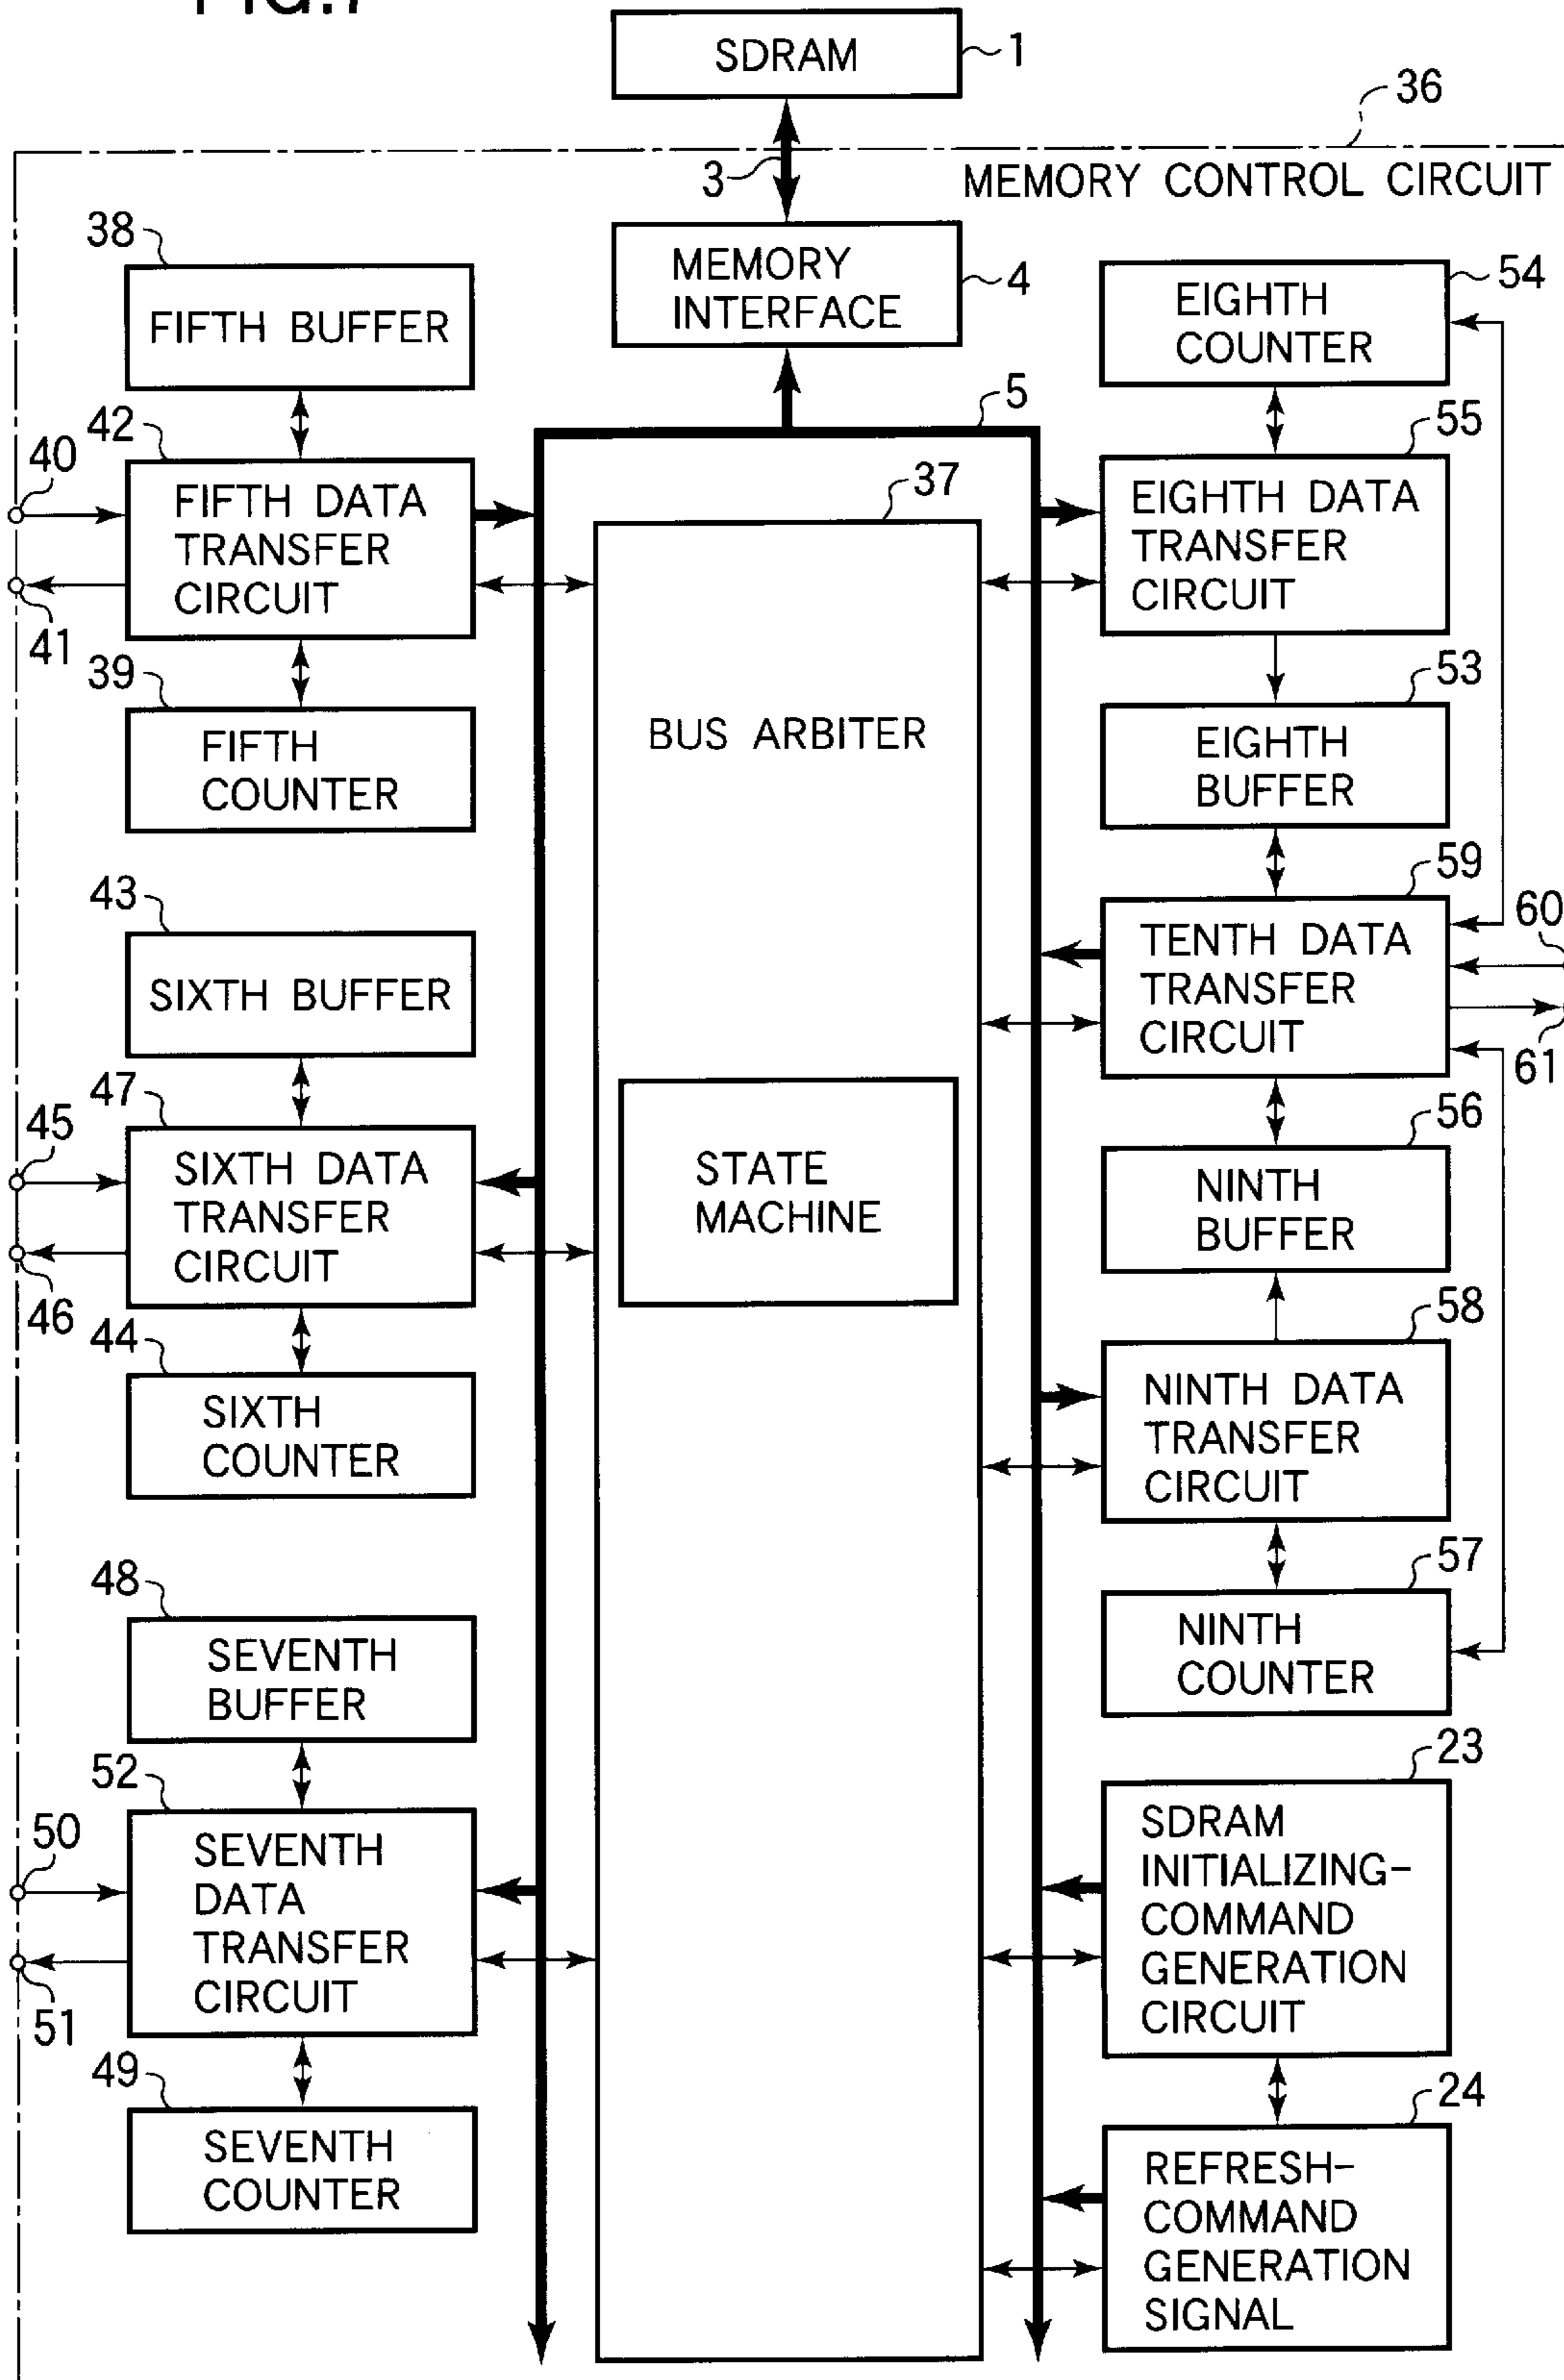 FIG.7
SDRAM
1
36
3
MEMORY CONTROL CIRCUIT
38
FIFTH BUFFER
MEMORY
INTERFACE
4
54
EIGHTH
COUNTER
5
42
40
FIFTH DATA
TRANSFER
CIRCUIT
41
37
55
EIGHTH DATA
TRANSFER
CIRCUIT
39
FIFTH
COUNTER
BUS ARBITER
53
EIGHTH
BUFFER
59
60
43
SIXTH BUFFER
TENTH DATA
TRANSFER
CIRCUIT
61
47
45
SIXTH DATA
TRANSFER
CIRCUIT
46
STATE
MACHINE
56
NINTH
BUFFER
44
SIXTH
COUNTER
58
NINTH DATA
TRANSFER
CIRCUIT
48
SEVENTH
BUFFER
57
NINTH
COUNTER
52
50
SEVENTH
DATA
TRANSFER
CIRCUIT
51
23
SDRAM
INITIALIZING-
COMMAND
GENERATION
CIRCUIT
49
SEVENTH
COUNTER
24
REFRESH-
COMMAND
GENERATION
SIGNAL